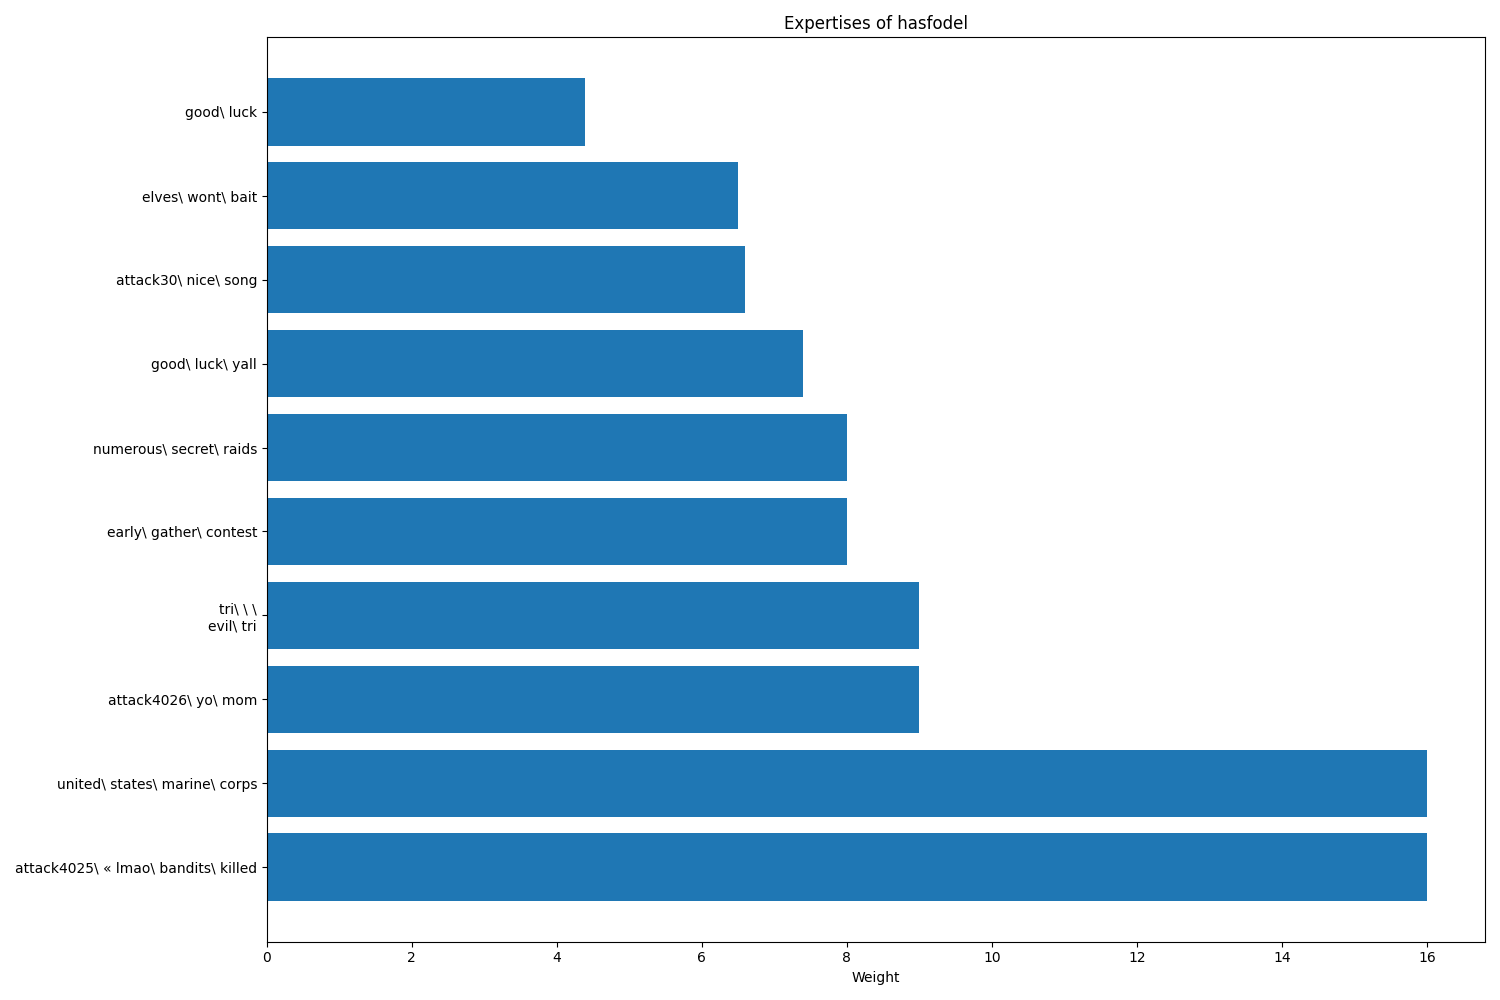 Expertises of hasfodel
good\ luck
elves\ wont\ bait
attack30\ nice\ song
good\ luck\ yall
numerous\ secret\ raids
early\ gather\ contest
tri\ \ \
evil\ tri
attack4026\ yo\ mom
united\ states\ marine\ corps
attack4025\ « lmao\ bandits\ killed
0 2 4 6 8 10 12 14 16
Weight